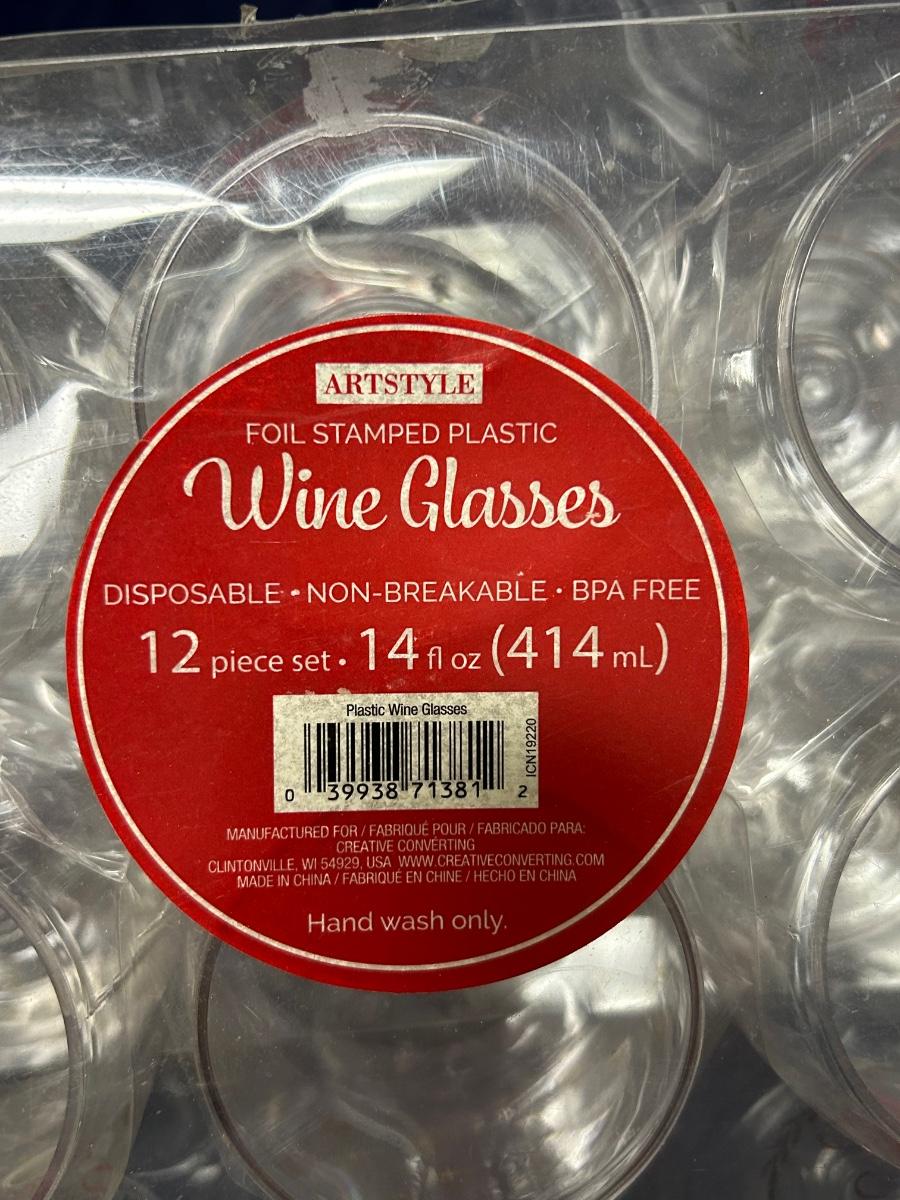 ARTSTYLE
FOIL STAMPED PLASTIC
Wine Glasses
DISPOSABLE • NON-BREAKABLE • BPA FREE
12 piece set • 14 fl oz (414 mL)
Plastic Wine Glasses
ICN19220
0 39938 71381 2
MANUFACTURED FOR / FABRIQUÉ POUR / FABRICADO PARA:
CREATIVE CONVERTING
CLINTONVILLE, WI 54929, USA WWW.CREATIVECONVERTING.COM
MADE IN CHINA / FABRIQUÉ EN CHINE / HECHO EN CHINA
Hand wash only.